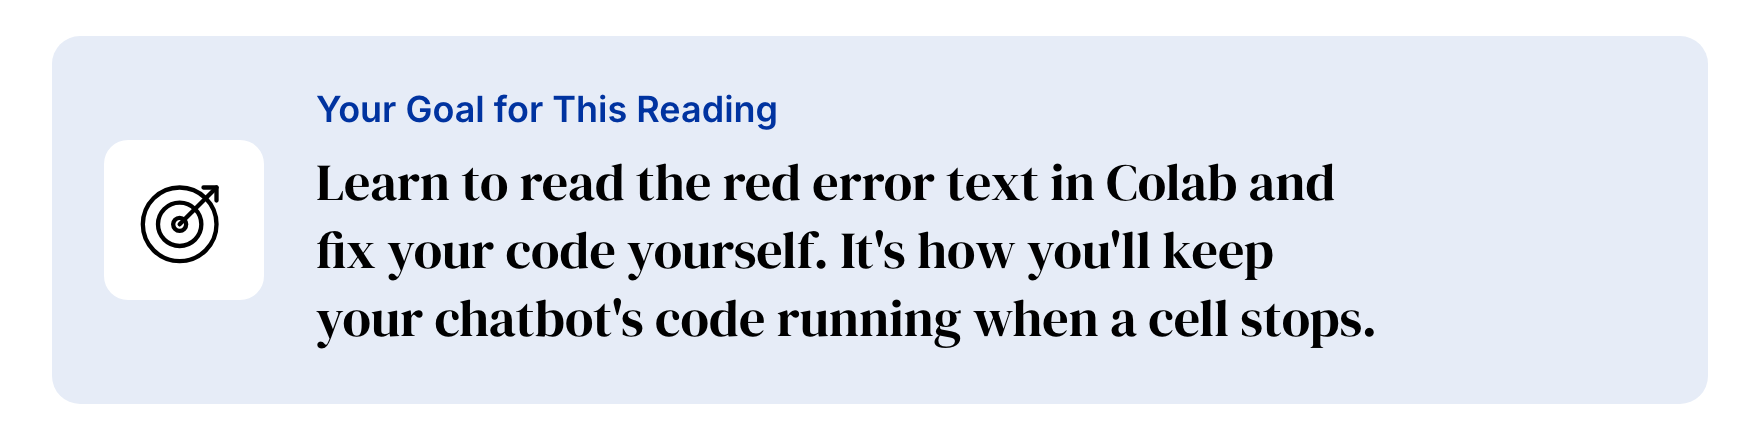 Your Goal for This Reading
Learn to read the red error text in Colab and
fix your code yourself. It's how you'll keep
your chatbot's code running when a cell stops.